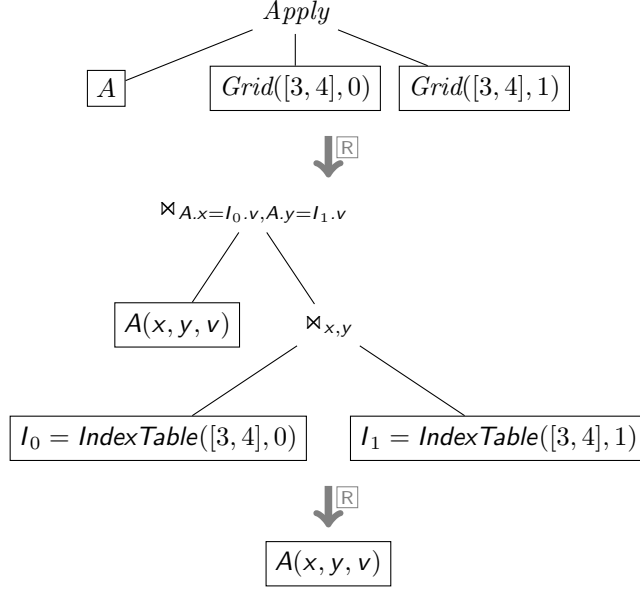 Apply
A Grid([3, 4], 0) Grid([3, 4], 1)
R
⋈A.x=I₀.v,A.y=I₁.v
A(x, y, v) ⋈x,y
I₀ = IndexTable([3, 4], 0) I₁ = IndexTable([3, 4], 1)
R
A(x, y, v)